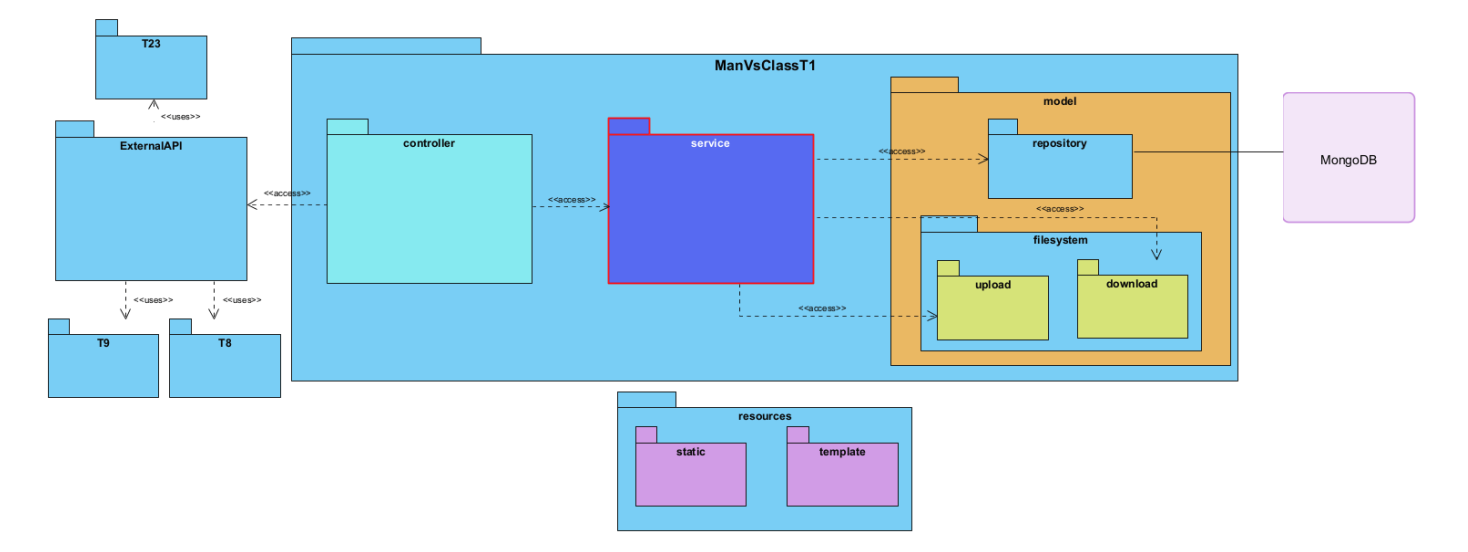 T23
<<uses>>
ExternalAPI
<<uses>>
<<uses>>
T9
T8
ManVsClassT1
<<access>>
controller
<<access>>
service
<<access>>
<<access>>
<<access>>
model
repository
filesystem
upload
download
MongoDB
resources
static
template